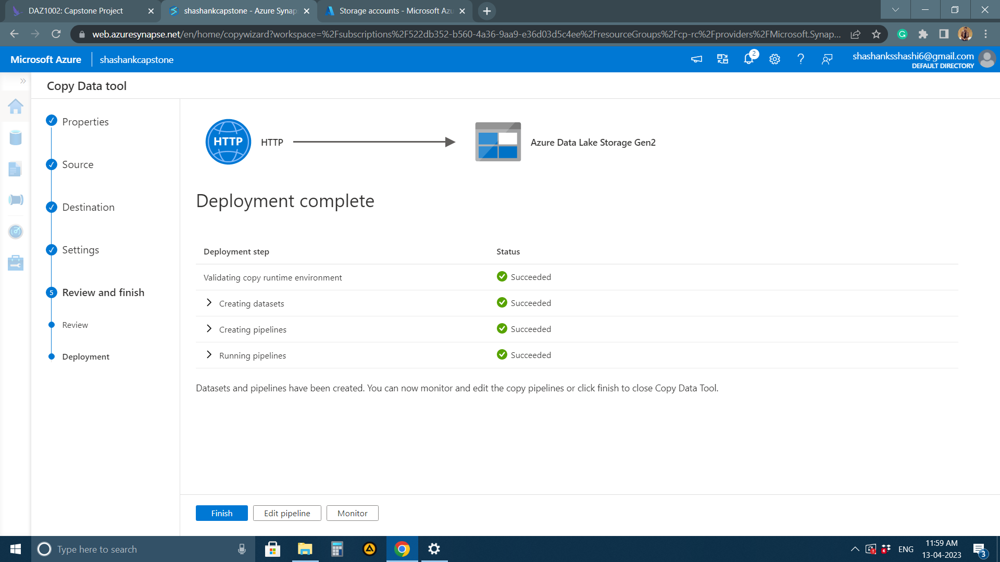 DAZ1002: Capstone Project
shashankcapstone - Azure Synap
Storage accounts - Microsoft Azu
web.azuresynapse.net/en/home/copywizard?workspace=%2Fsubscriptions%2F522db352-b560-4a36-9aa9-e36d03d5c4ee%2FresourceGroups%2Fcp-rc%2Fproviders%2FMicrosoft.Synap...
Microsoft Azure
shashankcapstone
2
shashanksshashi6@gmail.com
DEFAULT DIRECTORY
Copy Data tool
Properties
Source
Destination
Settings
5 Review and finish
Review
Deployment
HTTP
HTTP
Azure Data Lake Storage Gen2
Deployment complete
Deployment step Status
Validating copy runtime environment Succeeded
Creating datasets Succeeded
Creating pipelines Succeeded
Running pipelines Succeeded
Datasets and pipelines have been created. You can now monitor and edit the copy pipelines or click finish to close Copy Data Tool.
Finish Edit pipeline Monitor
Type here to search
4
ENG
11:59 AM
13-04-2023
3